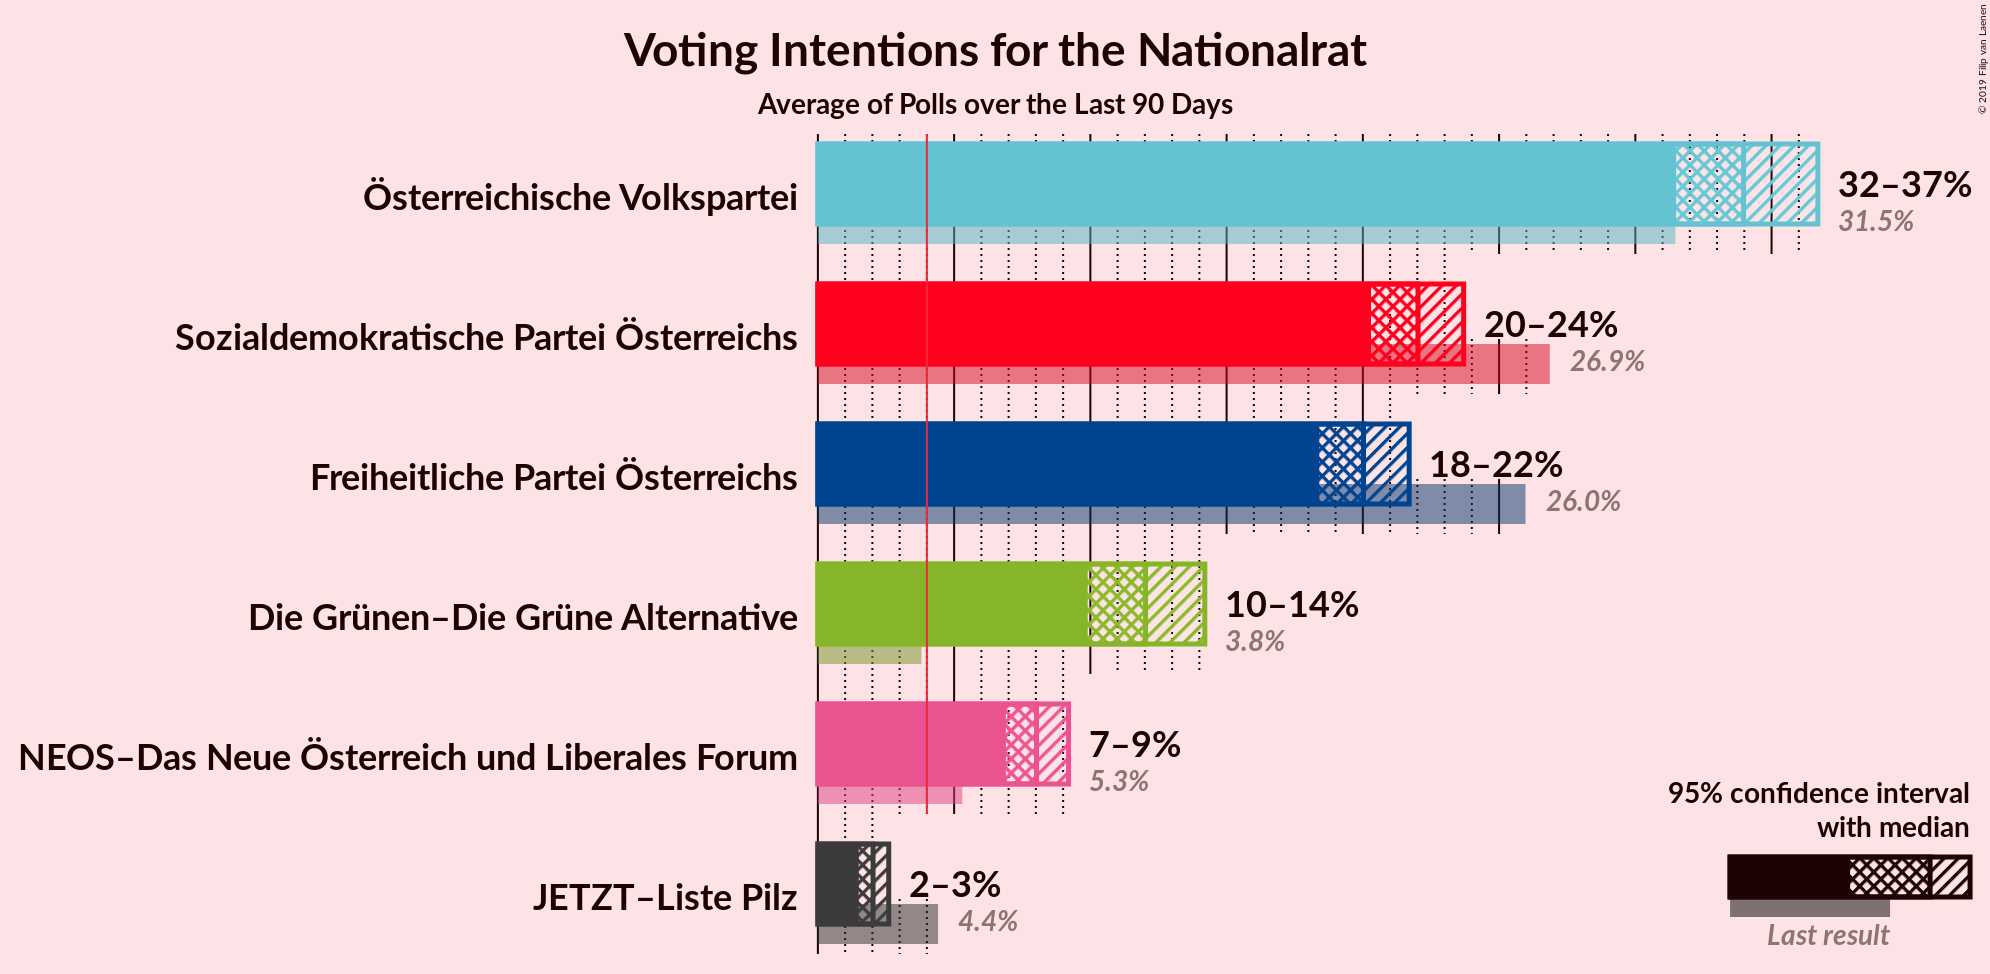 Voting Intentions for the Nationalrat
Average of Polls over the Last 90 Days
© 2019 Filip van Laenen
Österreichische Volkspartei
32–37%
31.5%
Sozialdemokratische Partei Österreichs
20–24%
26.9%
Freiheitliche Partei Österreichs
18–22%
26.0%
Die Grünen–Die Grüne Alternative
10–14%
3.8%
NEOS–Das Neue Österreich und Liberales Forum
7–9%
5.3%
JETZT–Liste Pilz
2–3%
4.4%
95% confidence interval
with median
Last result